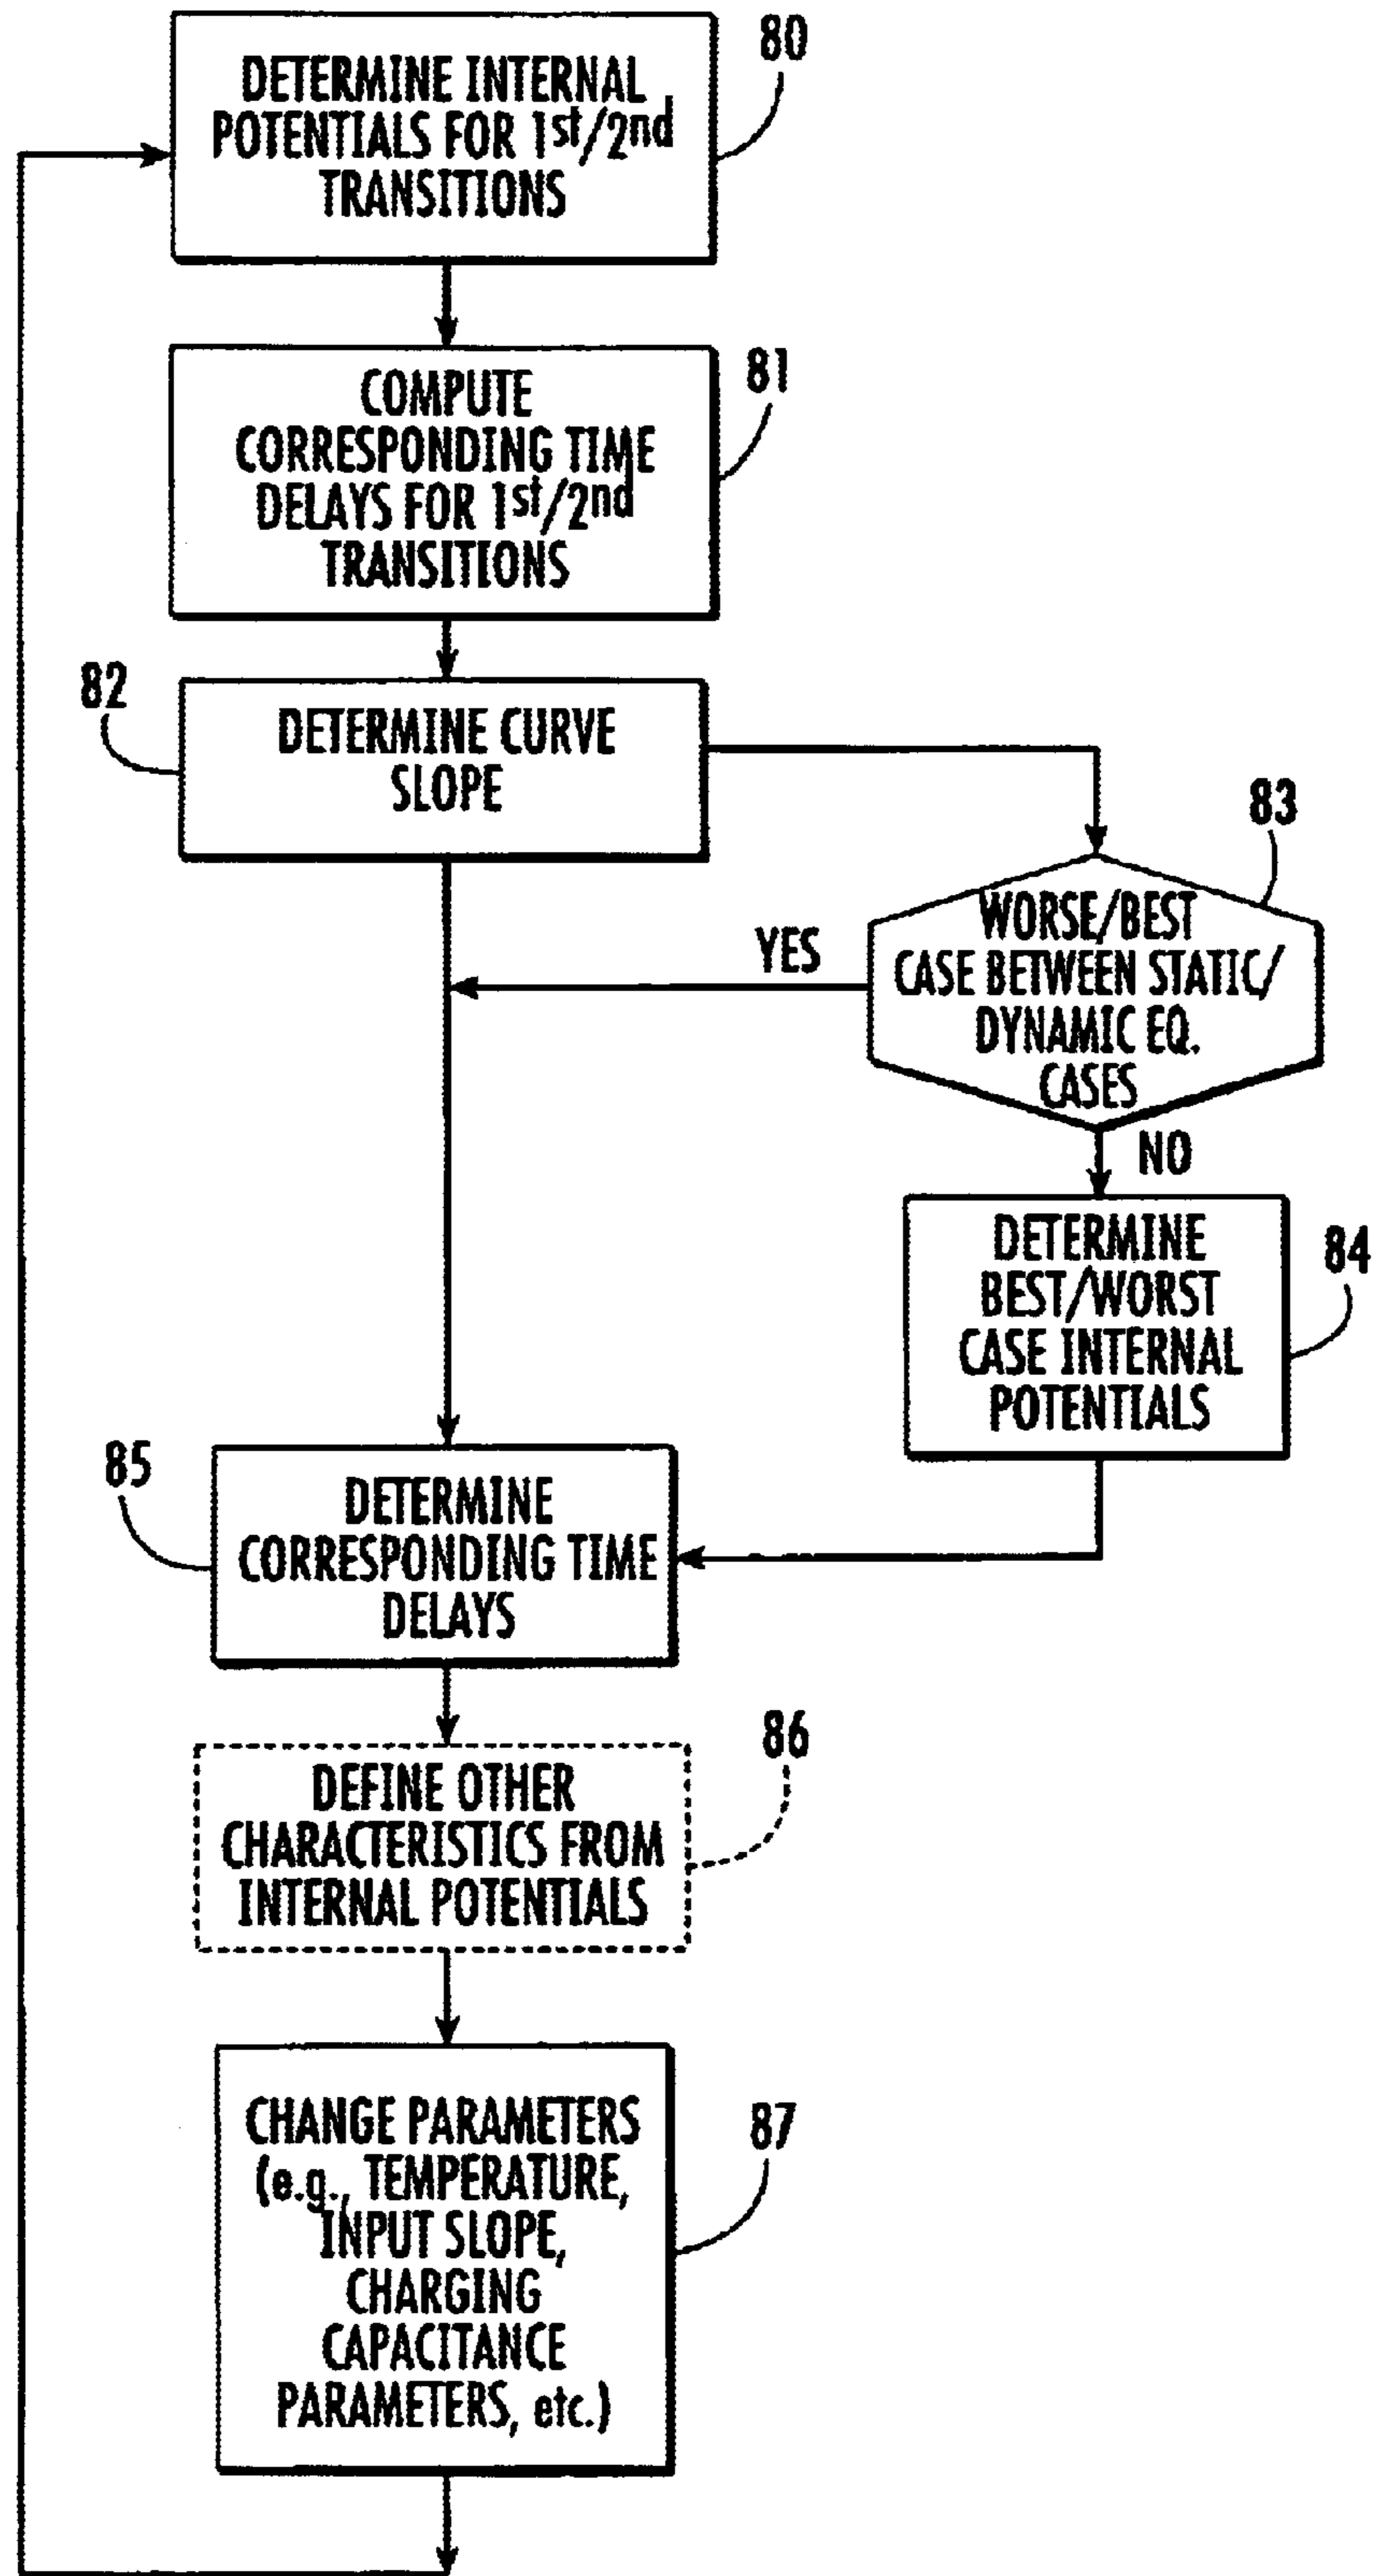 80
DETERMINE INTERNAL
POTENTIALS FOR 1st/2nd
TRANSITIONS
81
COMPUTE
CORRESPONDING TIME
DELAYS FOR 1st/2nd
TRANSITIONS
82
DETERMINE CURVE
SLOPE
83
WORSE/BEST
CASE BETWEEN STATIC/
DYNAMIC EQ.
CASES
YES
NO
84
DETERMINE
BEST/WORST
CASE INTERNAL
POTENTIALS
85
DETERMINE
CORRESPONDING TIME
DELAYS
86
DEFINE OTHER
CHARACTERISTICS FROM
INTERNAL POTENTIALS
87
CHANGE PARAMETERS
(e.g., TEMPERATURE,
INPUT SLOPE,
CHARGING
CAPACITANCE
PARAMETERS, etc.)